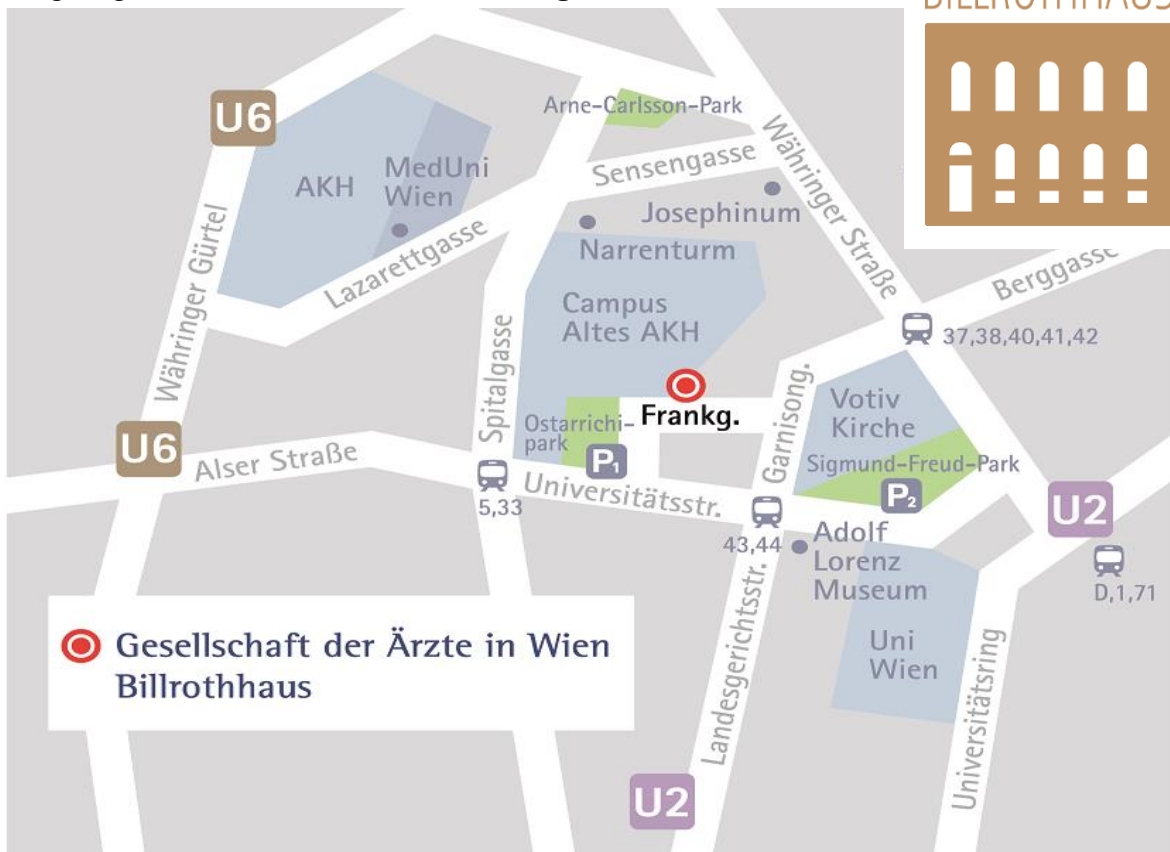 BILLROTHHAUS
U6
Arne-Carlsson-Park
Währinger Straße
AKH
MedUni
Wien
Sensengasse
Josephinum
Narrenturm
Lazarettgasse
Währinger Gürtel
Berggasse
Campus
Altes AKH
37,38,40,41,42
Spitalgasse
Garnisong.
Votiv
Kirche
Ostarrichi-
park
Frankg.
U6
Alser Straße
P1
Sigmund-Freud-Park
P2
5,33
Universitätsstr.
U2
43,44
Adolf
Lorenz
Museum
D,1,71
Gesellschaft der Ärzte in Wien
Billrothhaus
Uni
Wien
Landesgerichtsstr.
Universitätsring
U2